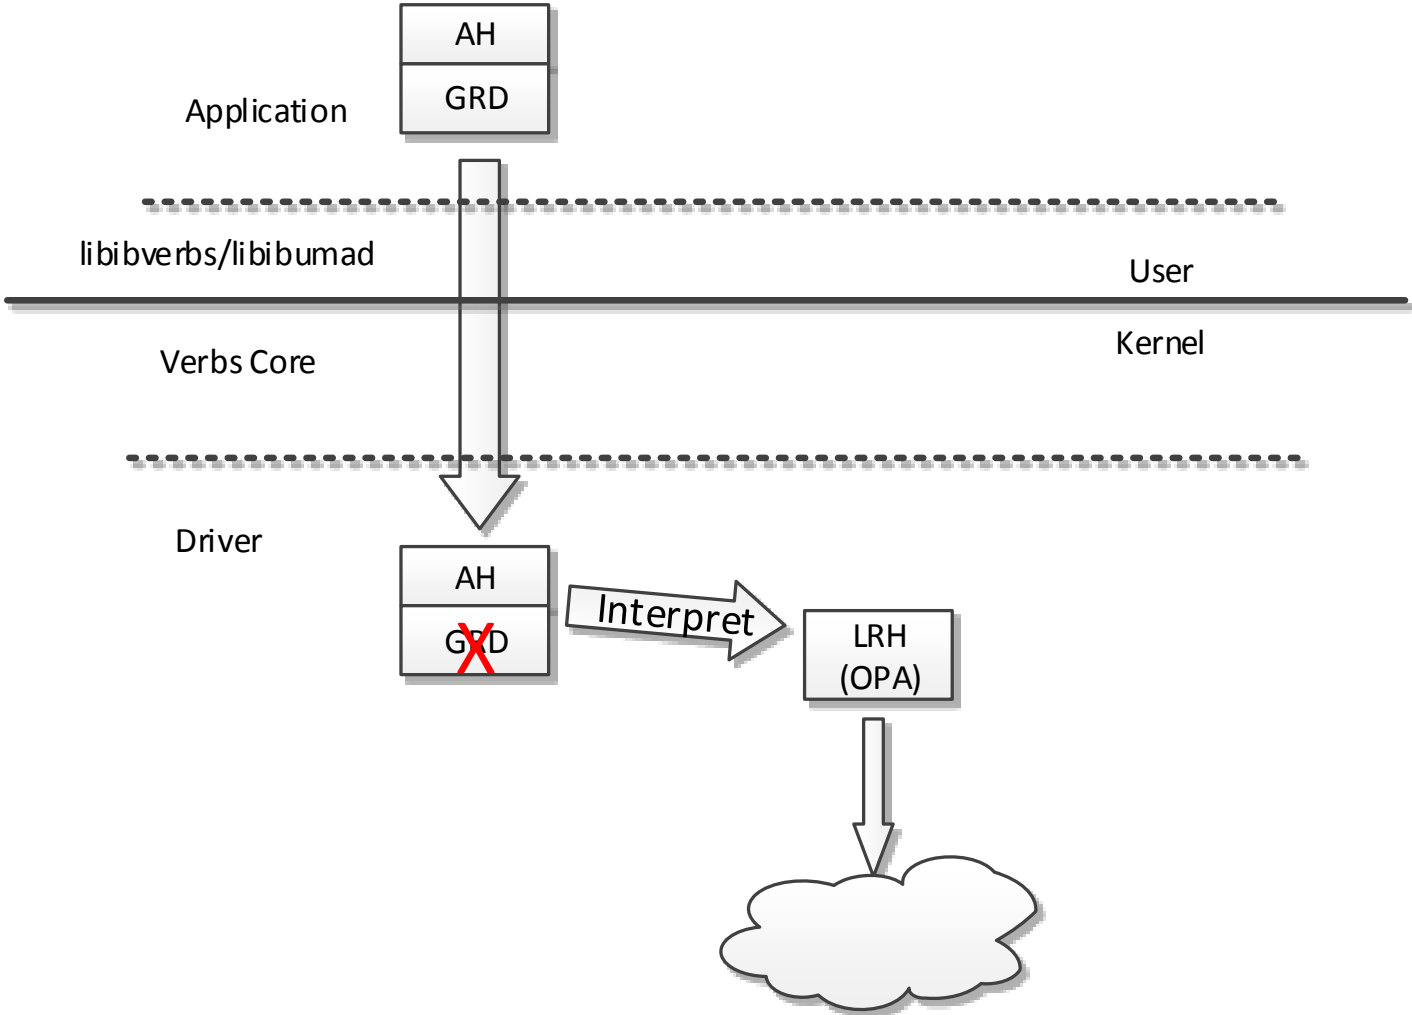 AH
GRD
Application
libibverbs/libibumad
User
Kernel
Verbs Core
Driver
AH
GRD
X
Interpret
LRH
(OPA)